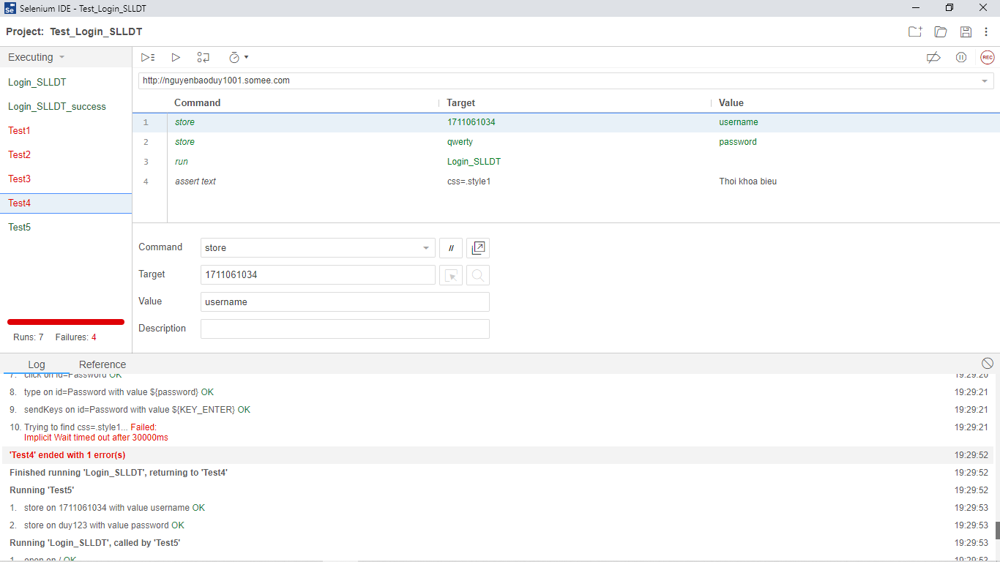 Selenium IDE - Test_Login_SLLDT
Project: Test_Login_SLLDT
Executing
Login_SLLDT
Login_SLLDT_success
Test1
Test2
Test3
Test4
Test5
Runs: 7 Failures: 4
REC
http://nguyenbaoduy1001.somee.com
Command Target Value
1 store 1711061034 username
2 store qwerty password
3 run Login_SLLDT
4 assert text css=.style1 Thoi khoa bieu
Command store //
Target 1711061034
Value username
Description
Log Reference
7. click on id=Password OK 19:29:20
8. type on id=Password with value ${password} OK 19:29:21
9. sendKeys on id=Password with value ${KEY_ENTER} OK 19:29:21
10. Trying to find css=.style1... Failed: 19:29:21
Implicit Wait timed out after 30000ms
'Test4' ended with 1 error(s) 19:29:52
Finished running 'Login_SLLDT', returning to 'Test4' 19:29:52
Running 'Test5' 19:29:52
1. store on 1711061034 with value username OK 19:29:53
2. store on duy123 with value password OK 19:29:53
Running 'Login_SLLDT', called by 'Test5' 19:29:53
1. open on / OK 19:29:53